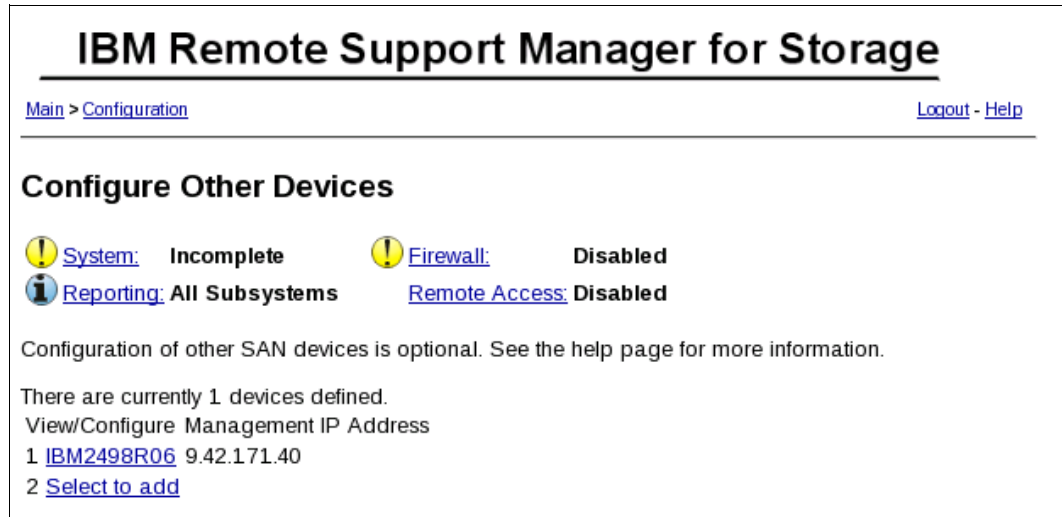 IBM Remote Support Manager for Storage
Main > Configuration Logout - Help
Configure Other Devices
System: Incomplete Firewall: Disabled
Reporting: All Subsystems Remote Access: Disabled
Configuration of other SAN devices is optional. See the help page for more information.
There are currently 1 devices defined.
View/Configure Management IP Address
1 IBM2498R06 9.42.171.40
2 Select to add